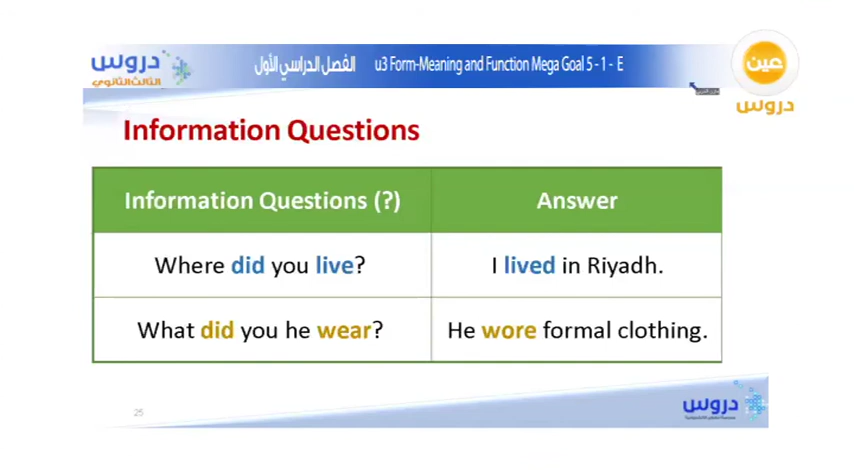 دروس
الثالث الثانوي
الفصل الدراسي الأول
u3 Form-Meaning and Function Mega Goal 5 - 1 - E
عين
دروس
Information Questions
Information Questions (?)
Answer
Where did you live?
I lived in Riyadh.
What did you he wear?
He wore formal clothing.
25
دروس